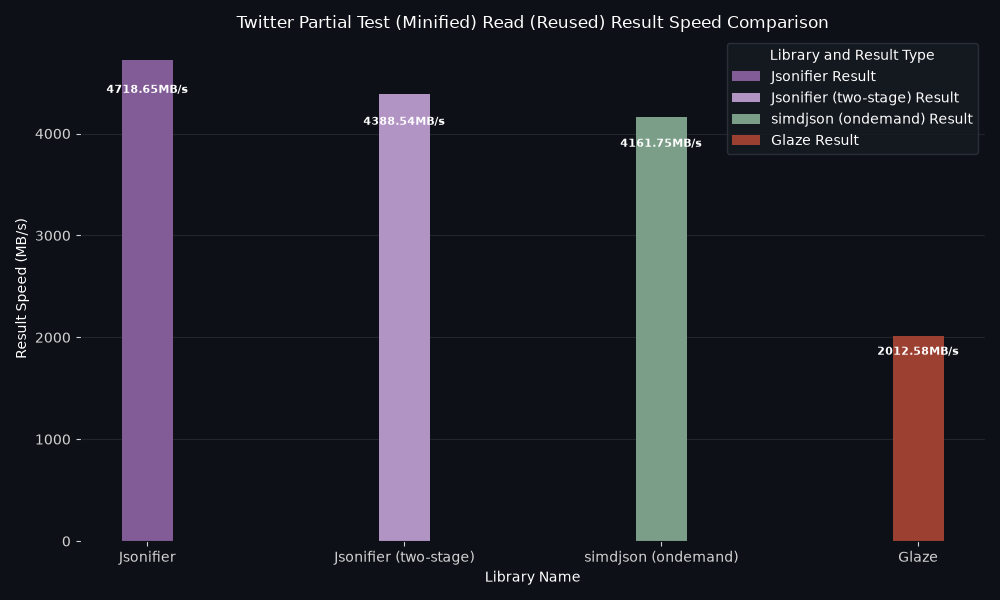 Twitter Partial Test (Minified) Read (Reused) Result Speed Comparison
Library and Result Type
Jsonifier Result
Jsonifier (two-stage) Result
simdjson (ondemand) Result
Glaze Result
4718.65MB/s
4388.54MB/s
4161.75MB/s
2012.58MB/s
Result Speed (MB/s)
4000
3000
2000
1000
0
Jsonifier
Jsonifier (two-stage)
simdjson (ondemand)
Glaze
Library Name